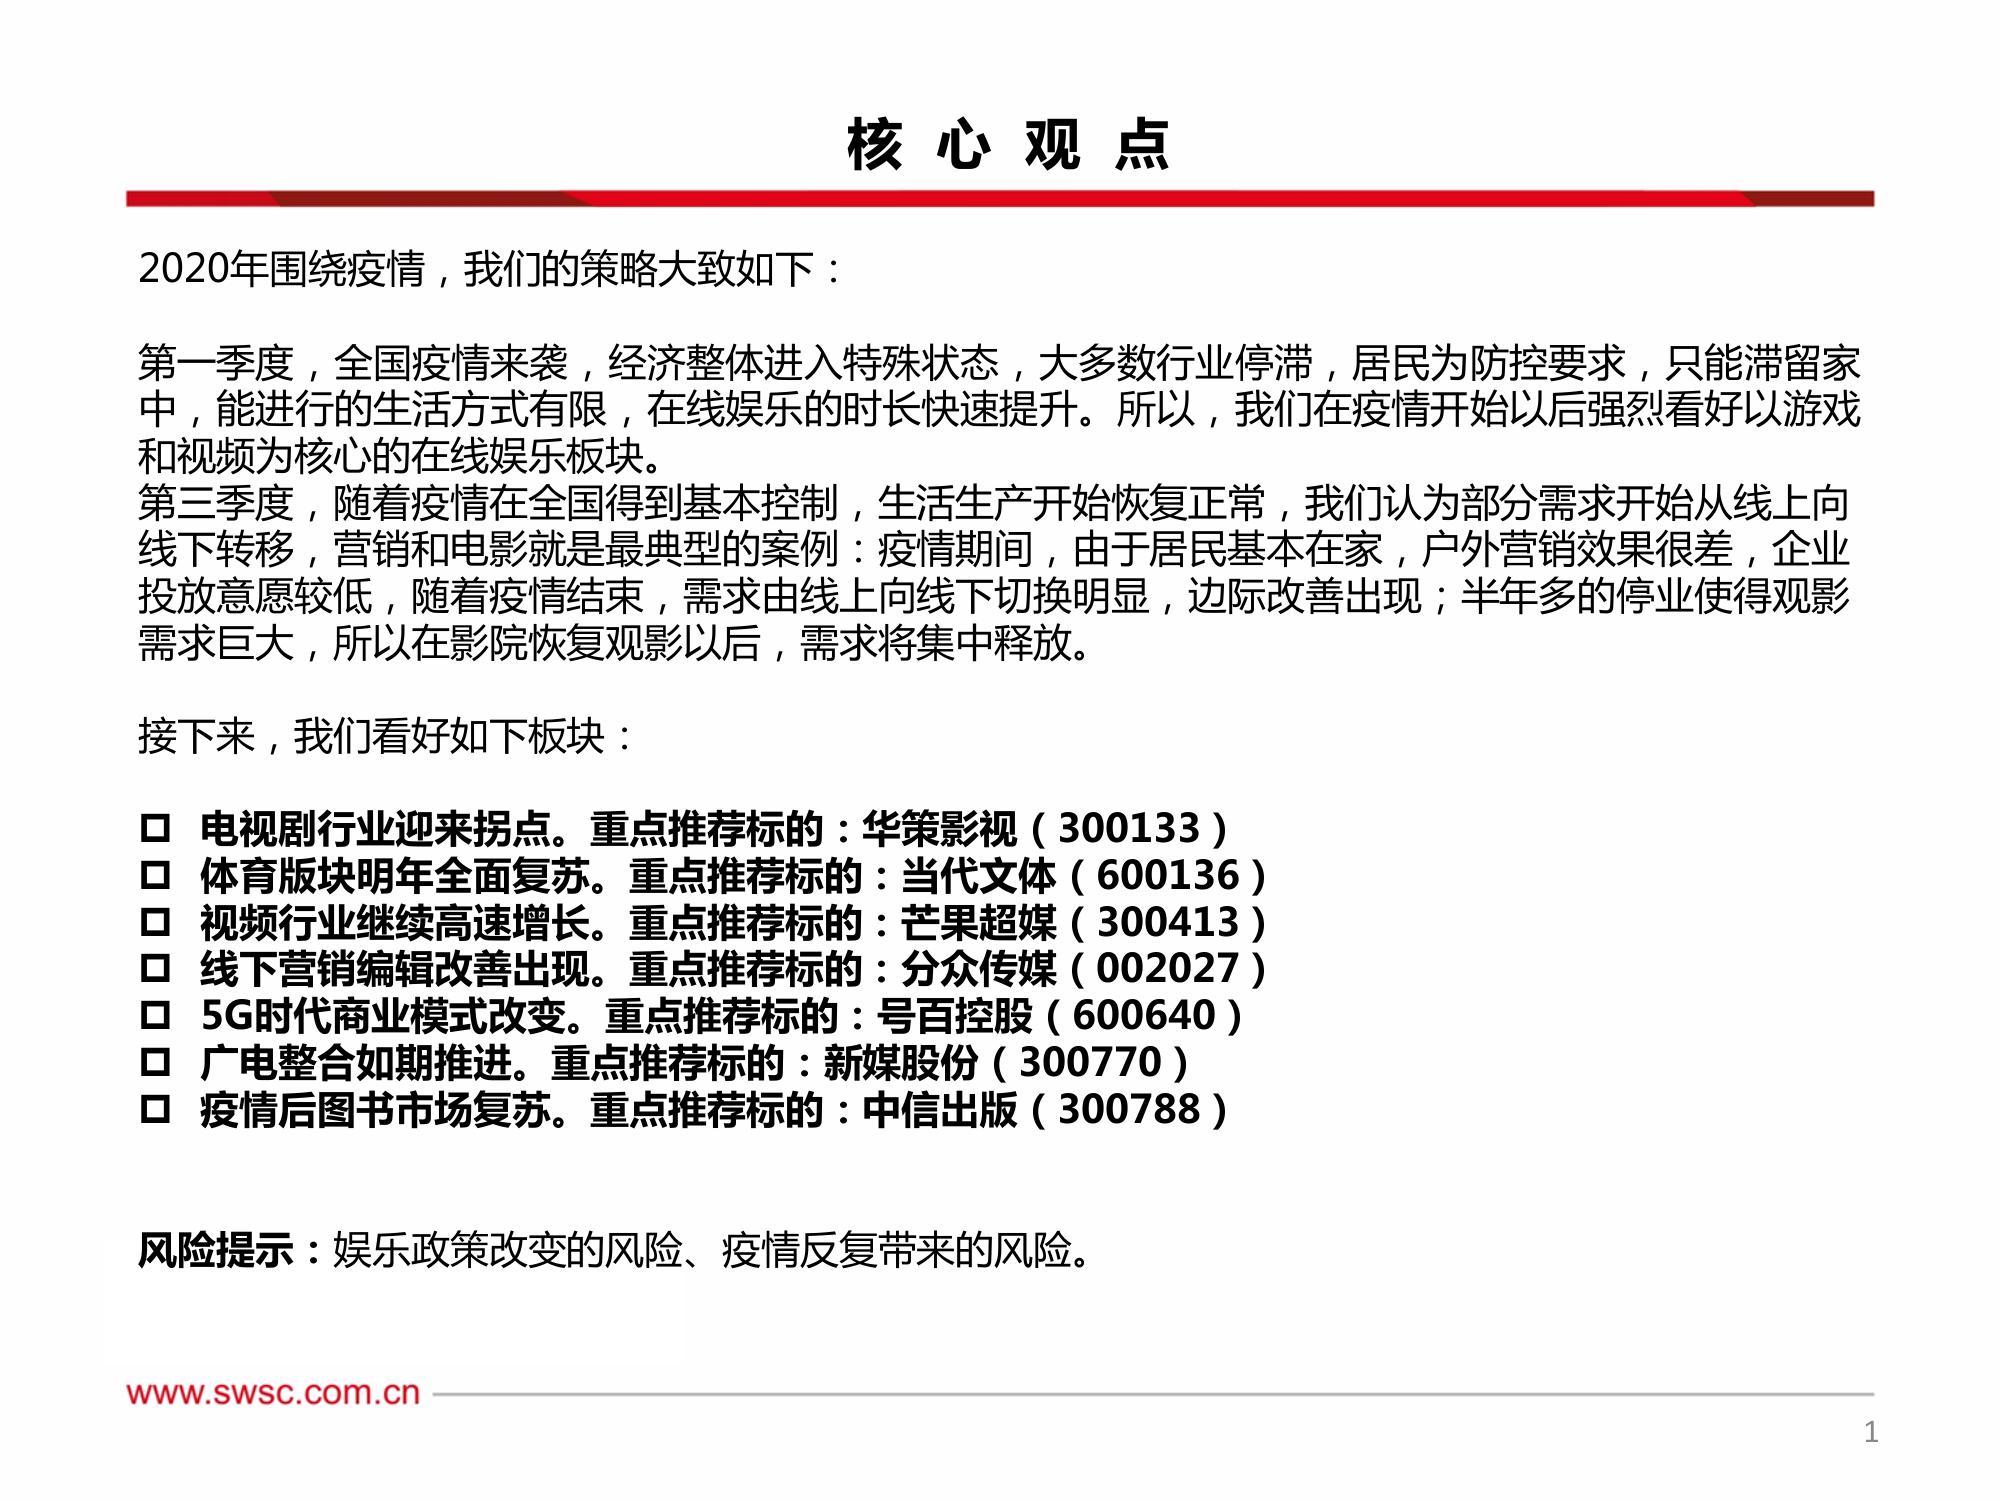 核心观点
2020年围绕疫情，我们的策略大致如下：
第一季度，全国疫情来袭，经济整体进入特殊状态，大多数行业停滞，居民为防控要求，只能滞留家
中，能进行的生活方式有限，在线娱乐的时长快速提升。所以，我们在疫情开始以后强烈看好以游戏
和视频为核心的在线娱乐板块。
第三季度，随着疫情在全国得到基本控制，生活生产开始恢复正常，我们认为部分需求开始从线上向
线下转移，营销和电影就是最典型的案例：疫情期间，由于居民基本在家，户外营销效果很差，企业
投放意愿较低，随着疫情结束，需求由线上向线下切换明显，边际改善出现；半年多的停业使得观影
需求巨大，所以在影院恢复观影以后，需求将集中释放。
接下来，我们看好如下板块：
电视剧行业迎来拐点。重点推荐标的：华策影视（300133）
体育版块明年全面复苏。重点推荐标的：当代文体（600136）
视频行业继续高速增长。重点推荐标的：芒果超媒（300413）
线下营销编辑改善出现。重点推荐标的：分众传媒（002027）
5G时代商业模式改变。重点推荐标的：号百控股（600640）
广电整合如期推进。重点推荐标的：新媒股份（300770）
疫情后图书市场复苏。重点推荐标的：中信出版（300788）
风险提示：娱乐政策改变的风险、疫情反复带来的风险。
www.swsc.com.cn
1